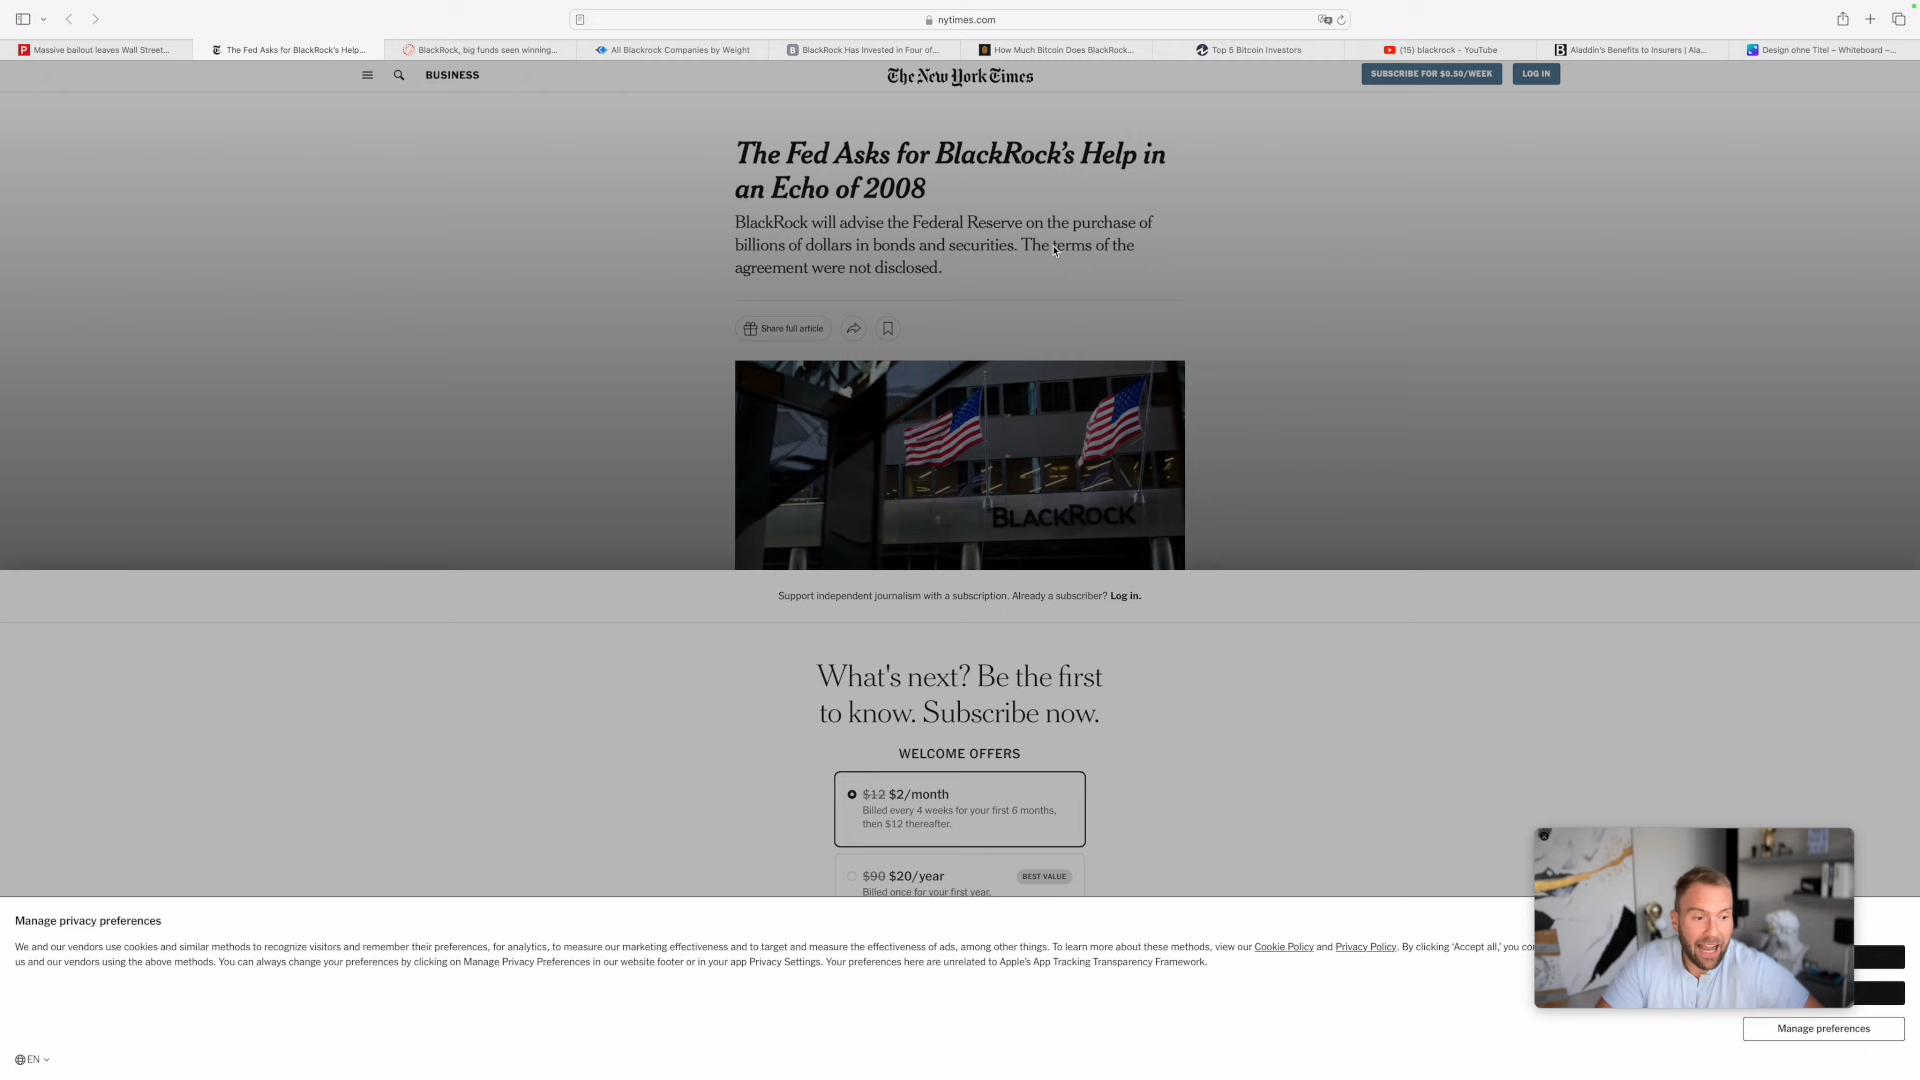 nytimes.com
Massive bailout leaves Wall Street...
The Fed Asks for BlackRock's Help...
BlackRock, big funds seen winning...
All Blackrock Companies by Weight
BlackRock Has Invested in Four of...
How Much Bitcoin Does BlackRock...
Top 5 Bitcoin Investors
(15) blackrock - YouTube
Aladdin's Benefits to Insurers | Ala...
Design ohne Titel – Whiteboard –...
BUSINESS
The New York Times
SUBSCRIBE FOR $0.50/WEEK
LOG IN
The Fed Asks for BlackRock's Help in
an Echo of 2008
BlackRock will advise the Federal Reserve on the purchase of
billions of dollars in bonds and securities. The terms of the
agreement were not disclosed.
Share full article
BLACKROCK
Support independent journalism with a subscription. Already a subscriber? Log in.
What's next? Be the first
to know. Subscribe now.
WELCOME OFFERS
$12 $2/month
Billed every 4 weeks for your first 6 months,
then $12 thereafter.
$90 $20/year
BEST VALUE
Billed once for your first year,
Manage privacy preferences
We and our vendors use cookies and similar methods to recognize visitors and remember their preferences, for analytics, to measure our marketing effectiveness and to target and measure the effectiveness of ads, among other things. To learn more about these methods, view our Cookie Policy and Privacy Policy. By clicking 'Accept all,' you
us and our vendors using the above methods. You can always change your preferences by clicking on Manage Privacy Preferences in our website footer or in your app Privacy Settings. Your preferences here are unrelated to Apple's App Tracking Transparency Framework.
Manage preferences
EN